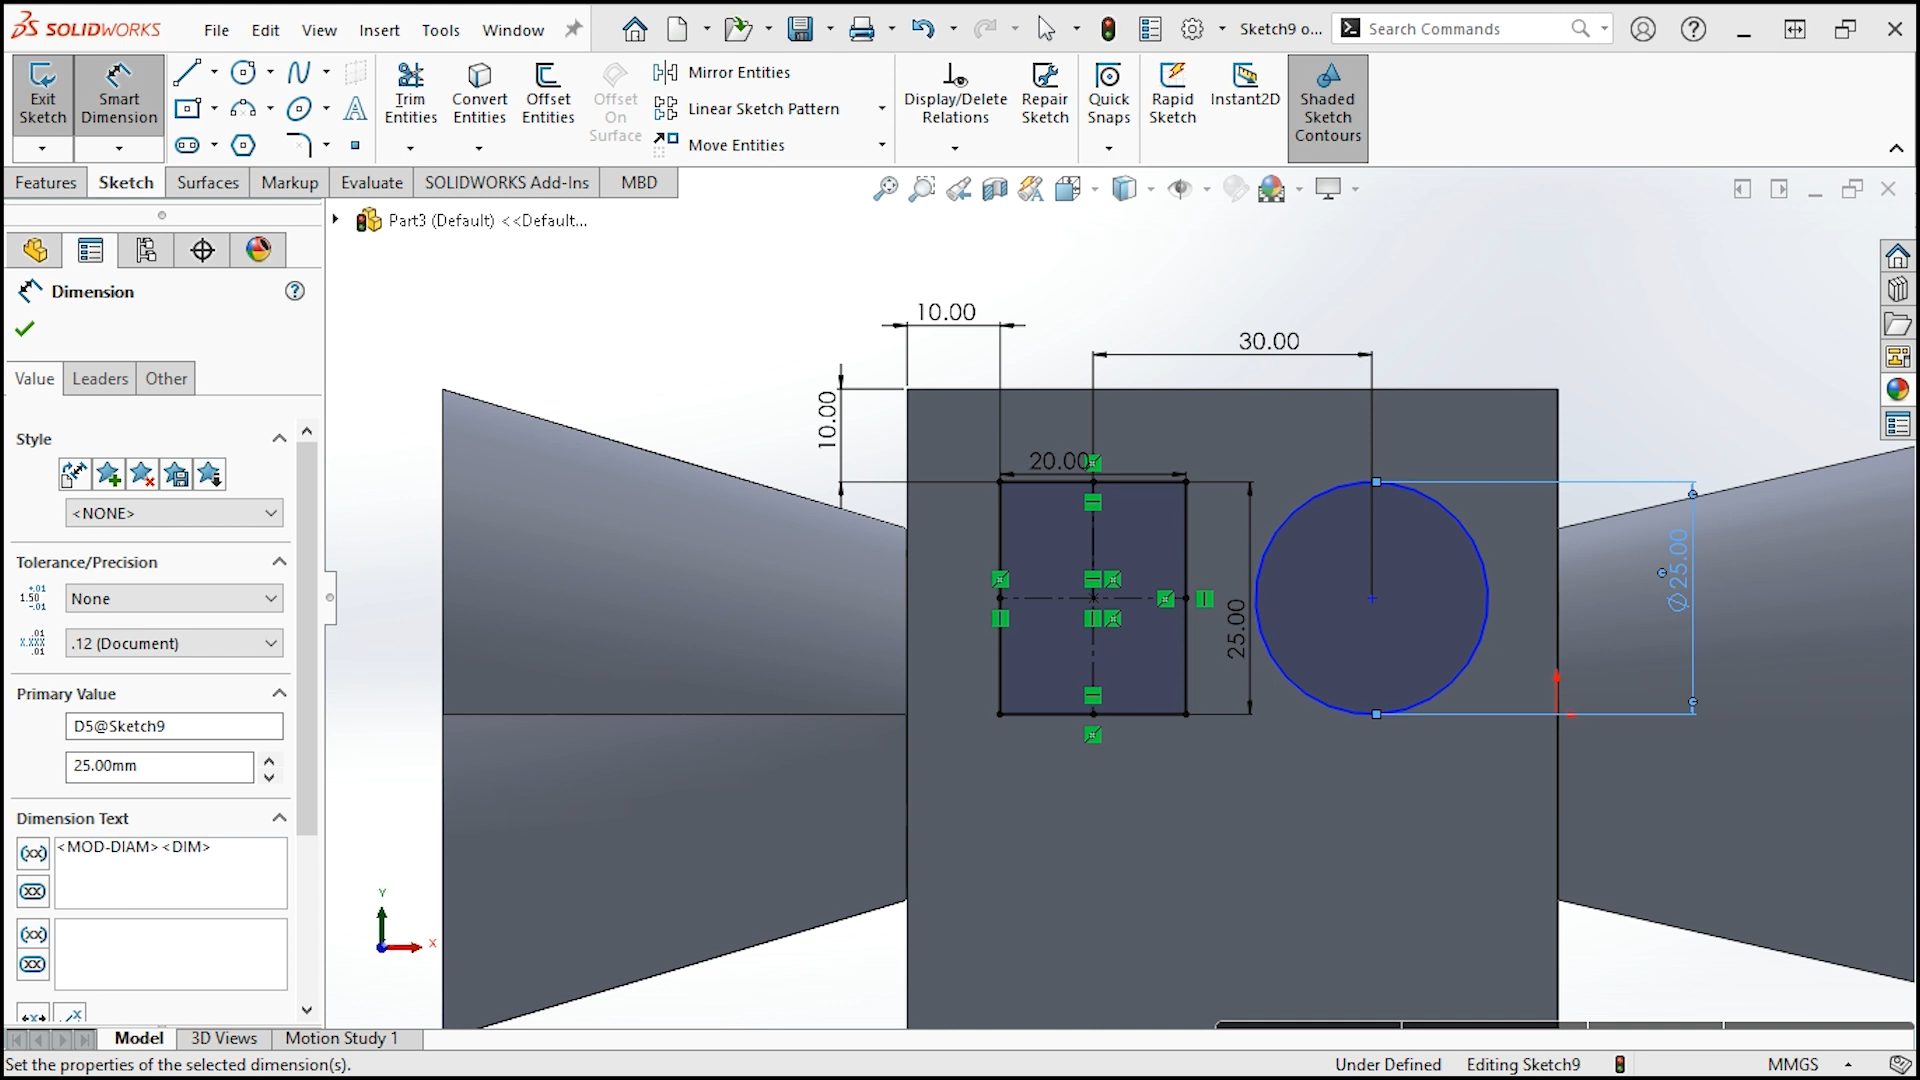 SOLIDWORKS File Edit View Insert Tools Window Sketch9 o... Search Commands
Exit Sketch
Smart Dimension
Trim Entities
Convert Entities
Offset Entities
Offset On Surface
Mirror Entities
Linear Sketch Pattern
Move Entities
Display/Delete Relations
Repair Sketch
Quick Snaps
Rapid Sketch
Instant2D
Shaded Sketch Contours
Features Sketch Surfaces Markup Evaluate SOLIDWORKS Add-Ins MBD
Part3 (Default) <<Default...
Dimension
Value Leaders Other
Style
<NONE>
Tolerance/Precision
None
.12 (Document)
Primary Value
D5@Sketch9
25.00mm
Dimension Text
<MOD-DIAM><DIM>
10.00
30.00
10.00
20.00
25.00
⌀25.00
Y
X
Model 3D Views Motion Study 1
Set the properties of the selected dimension(s).
Under Defined Editing Sketch9 MMGS